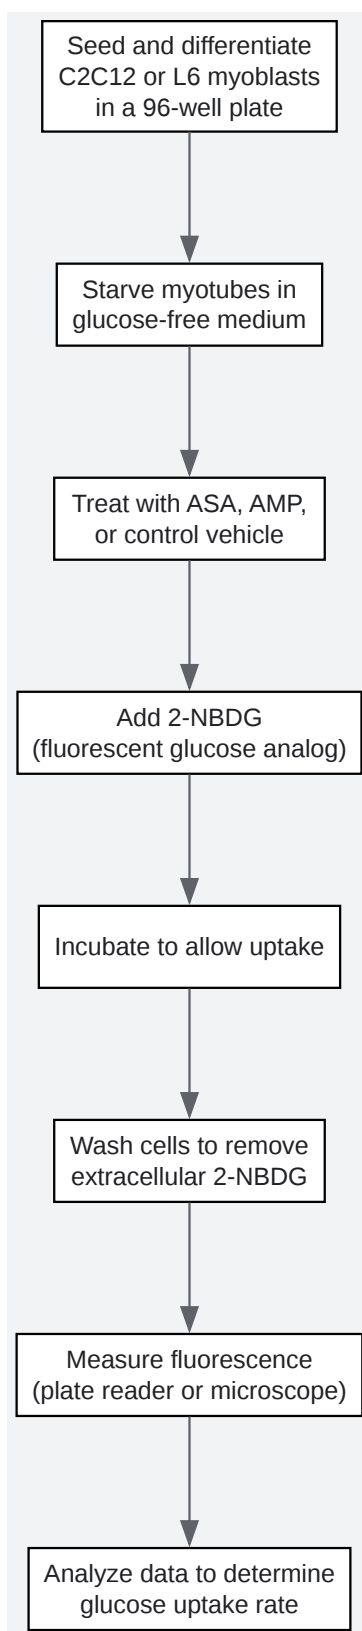 Seed and differentiate
C2C12 or L6 myoblasts
in a 96-well plate
Starve myotubes in
glucose-free medium
Treat with ASA, AMP,
or control vehicle
Add 2-NBDG
(fluorescent glucose analog)
Incubate to allow uptake
Wash cells to remove
extracellular 2-NBDG
Measure fluorescence
(plate reader or microscope)
Analyze data to determine
glucose uptake rate